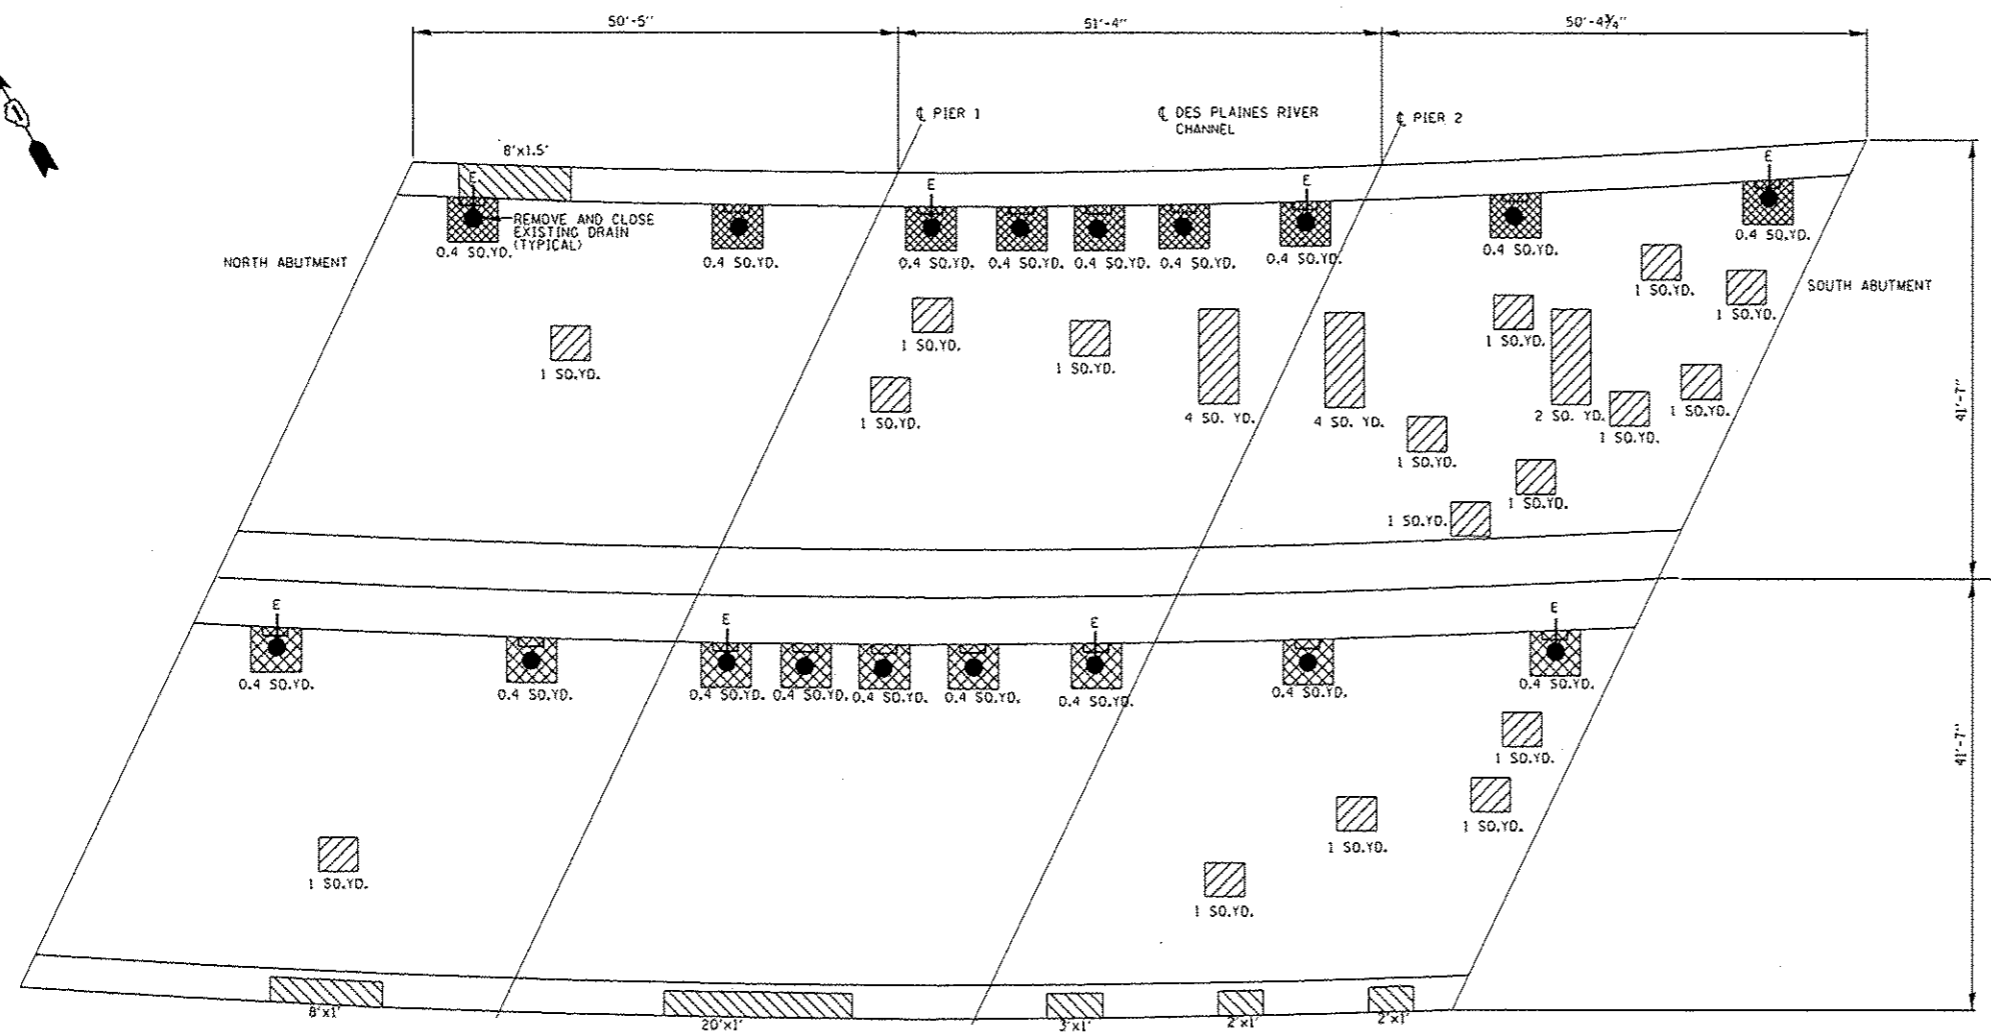 50'-5"
51'-4"
50'-4¾"
℄ PIER 1
℄ DES PLAINES RIVER
CHANNEL
℄ PIER 2
8'x1.5'
E
E
E
E
REMOVE AND CLOSE
EXISTING DRAIN
(TYPICAL)
0.4 SQ.YD.
0.4 SQ.YD.
0.4 SQ.YD.
0.4 SQ.YD.
0.4 SQ.YD.
0.4 SQ.YD.
0.4 SQ.YD.
0.4 SQ.YD.
0.4 SQ.YD.
NORTH ABUTMENT
SOUTH ABUTMENT
1 SQ.YD.
1 SQ.YD.
1 SQ.YD.
1 SQ.YD.
1 SQ.YD.
1 SQ.YD.
1 SQ.YD.
1 SQ.YD.
4 SQ. YD.
4 SQ. YD.
2 SQ. YD.
1 SQ.YD.
1 SQ.YD.
1 SQ.YD.
1 SQ.YD.
1 SQ.YD.
41'-7"
E
E
E
E
0.4 SQ.YD.
0.4 SQ.YD.
0.4 SQ.YD.
0.4 SQ.YD.
0.4 SQ.YD.
0.4 SQ.YD.
0.4 SQ.YD.
0.4 SQ.YD.
0.4 SQ.YD.
41'-7"
1 SQ.YD.
1 SQ.YD.
1 SQ.YD.
1 SQ.YD.
1 SQ.YD.
8'x1'
20'x1'
3'x1'
2'x1'
2'x1'